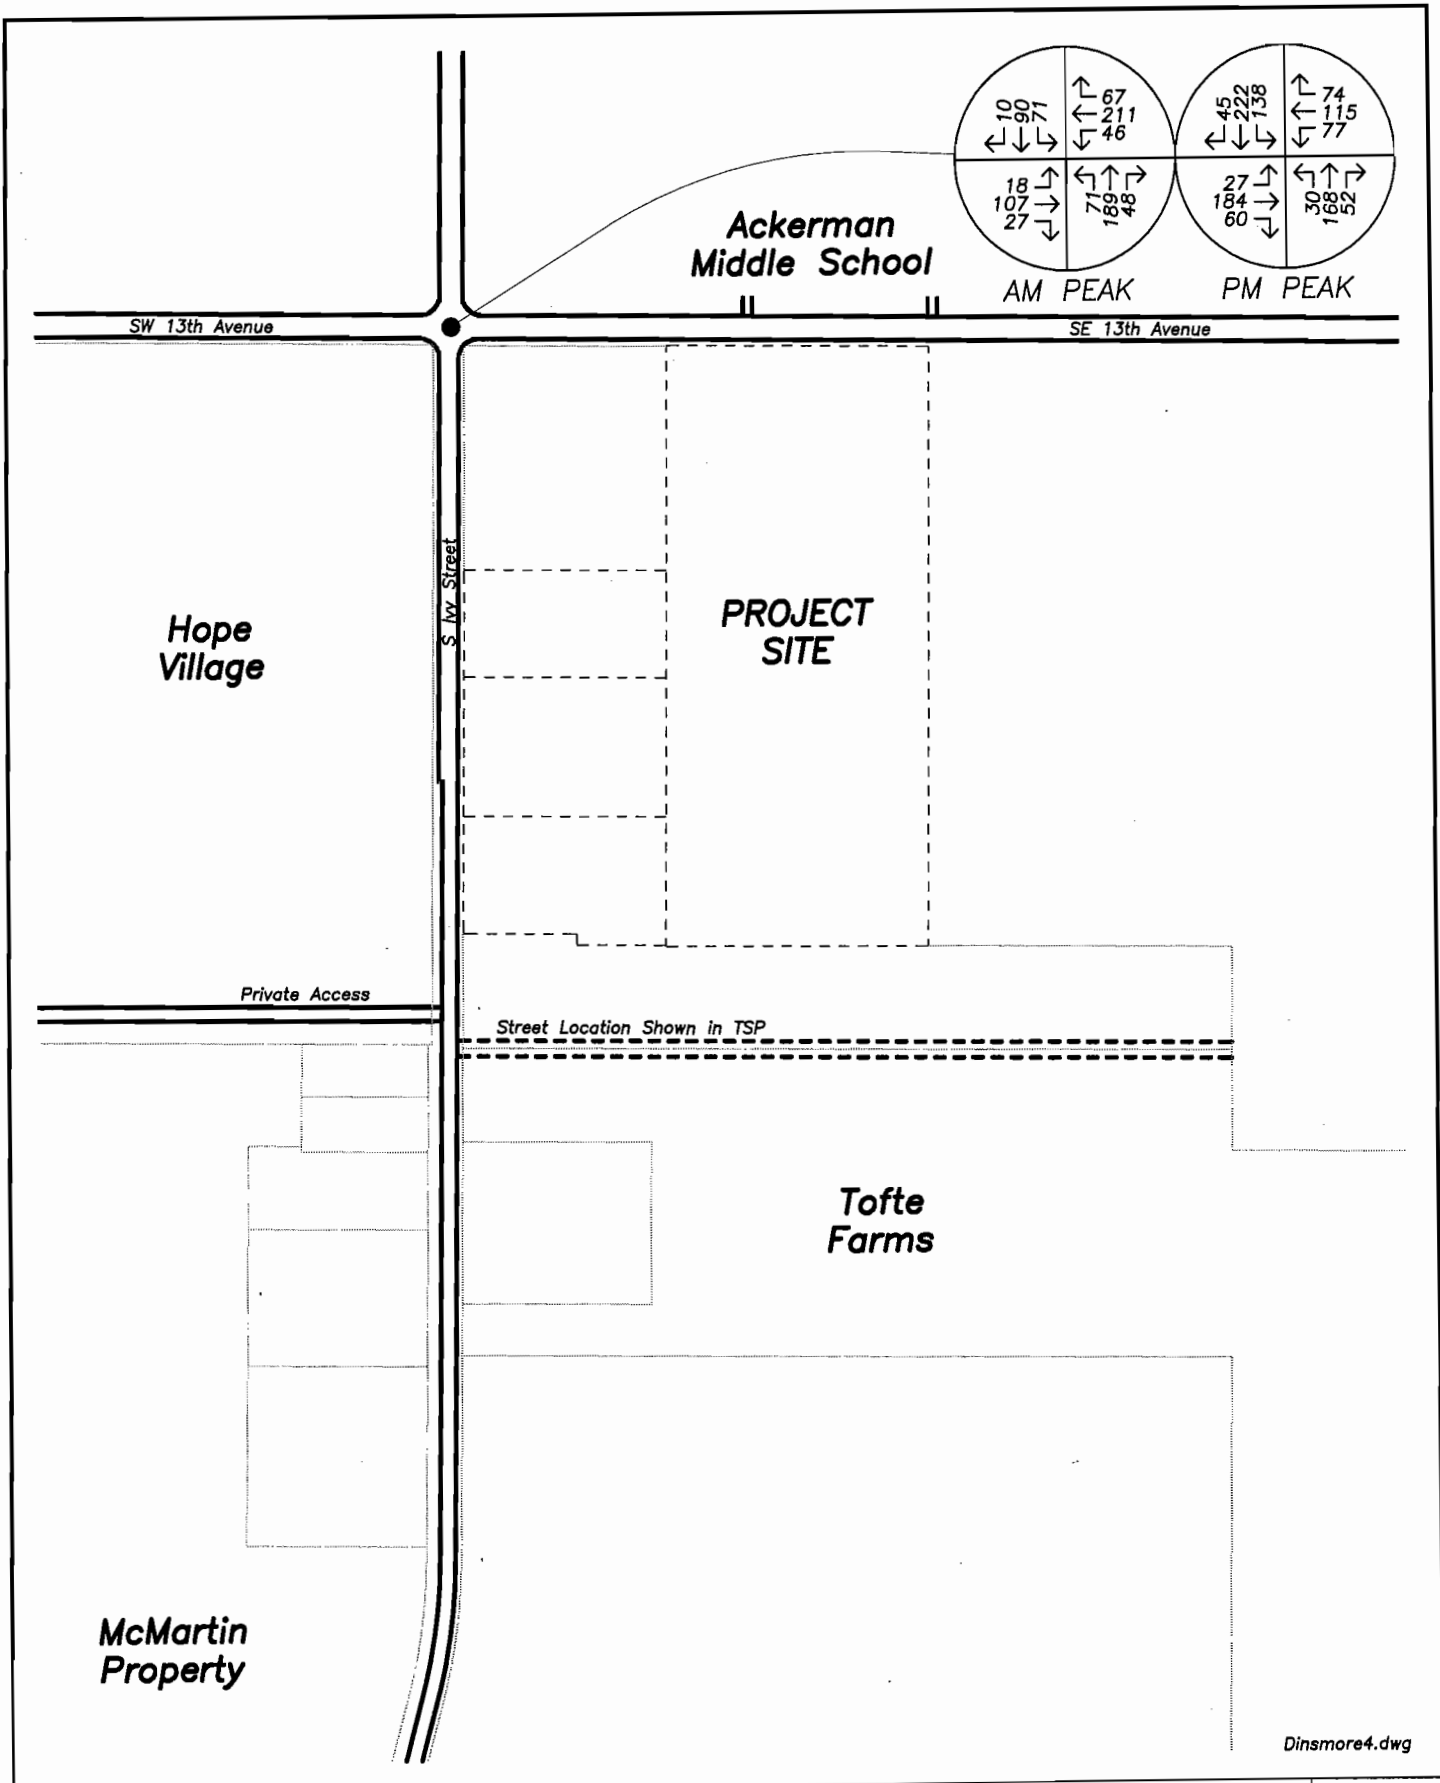 10
90
71
67
211
46
18
107
27
71
189
48
AM PEAK
45
222
138
74
115
77
27
184
60
30
168
52
PM PEAK
Ackerman
Middle School
SW 13th Avenue
SE 13th Avenue
S Ivy Street
Hope
Village
PROJECT
SITE
Private Access
Street Location Shown in TSP
Tofte
Farms
McMartin
Property
Dinsmore4.dwg